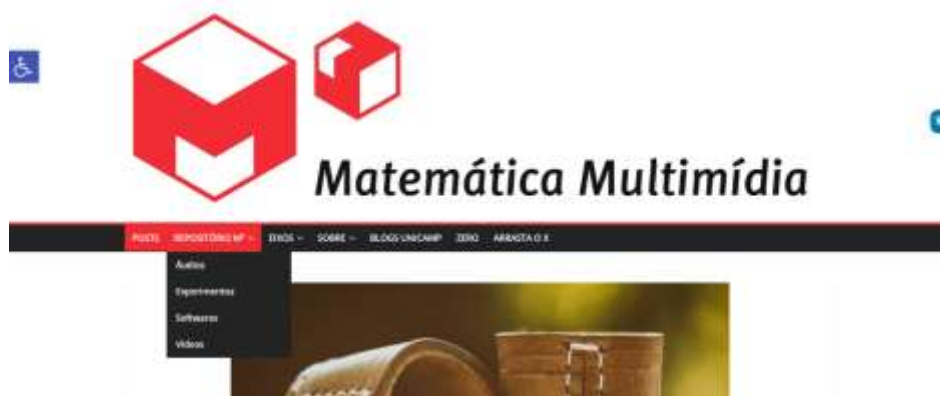 Matemática Multimídia
POSTS REPOSITÓRIO M³ EIXOS SOBRE BLOGS UNICAMP ZERO ARRASTA O X
Áudios
Experimentos
Softwares
Vídeos